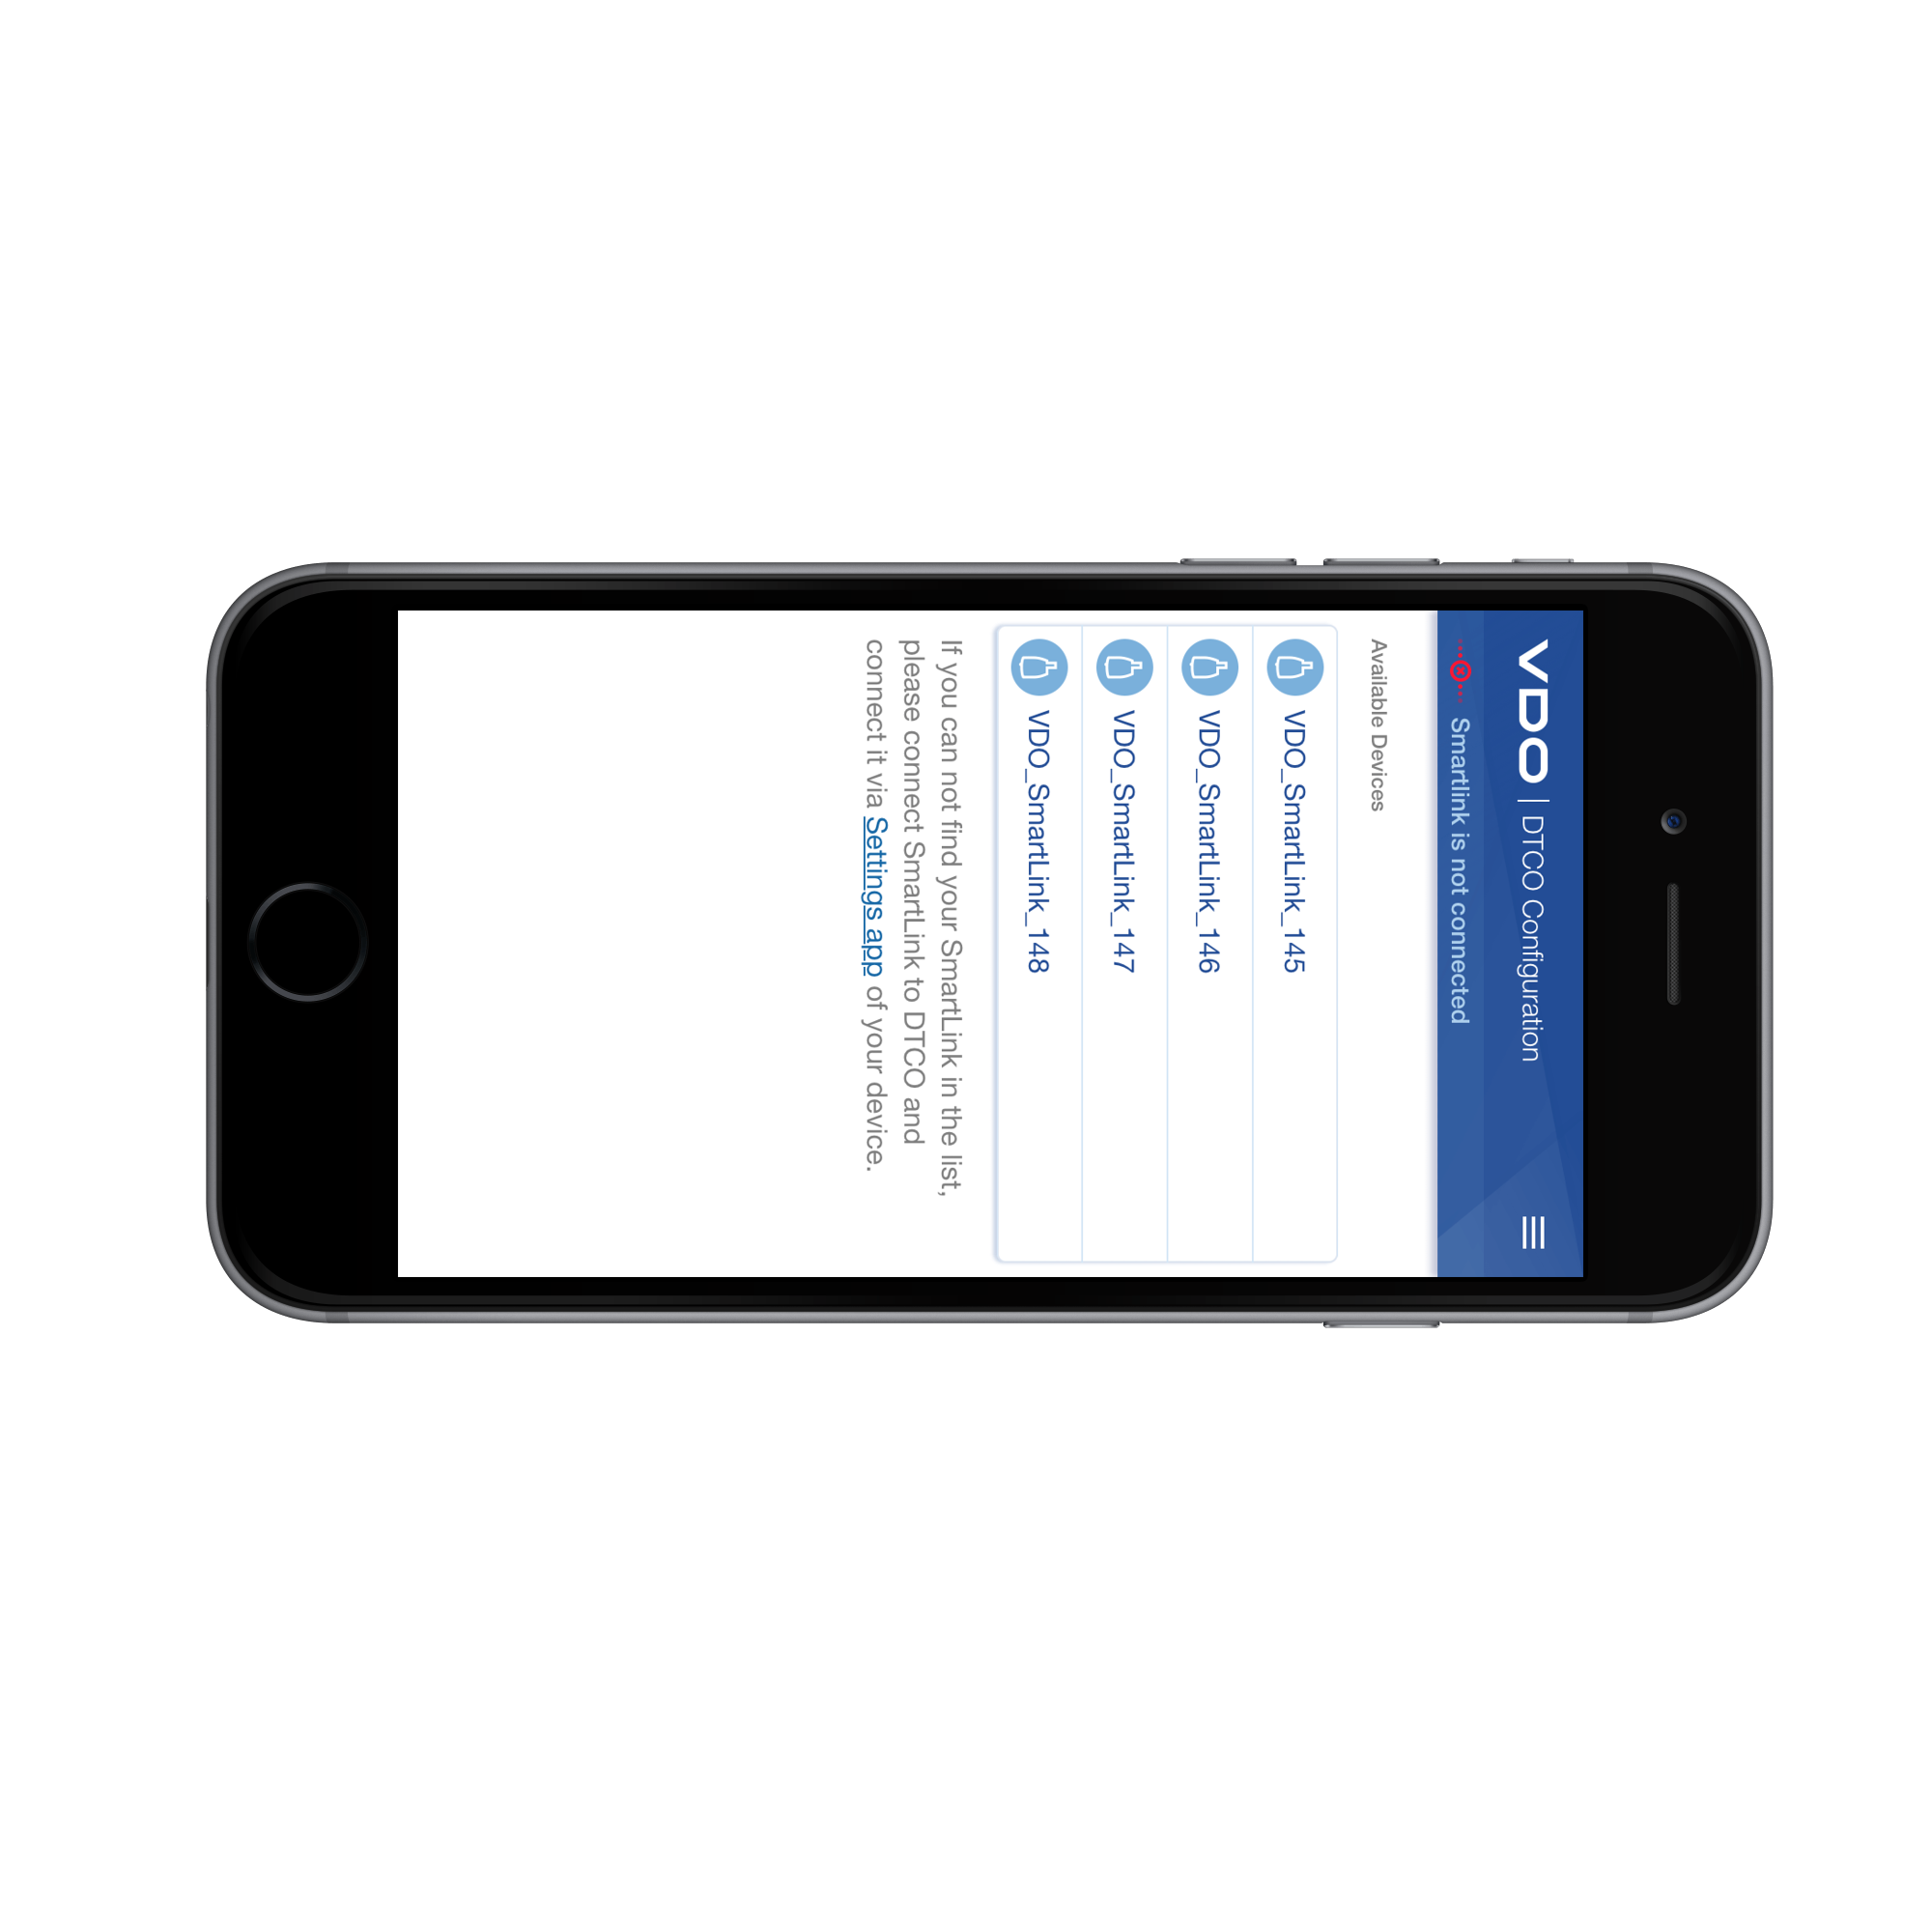 VDO | DTCO Configuration
Smartlink is not connected
Available Devices
VDO_SmartLink_145
VDO_SmartLink_146
VDO_SmartLink_147
VDO_SmartLink_148
If you can not find your SmartLink in the list,
please connect SmartLink to DTCO and
connect it via Settings app of your device.